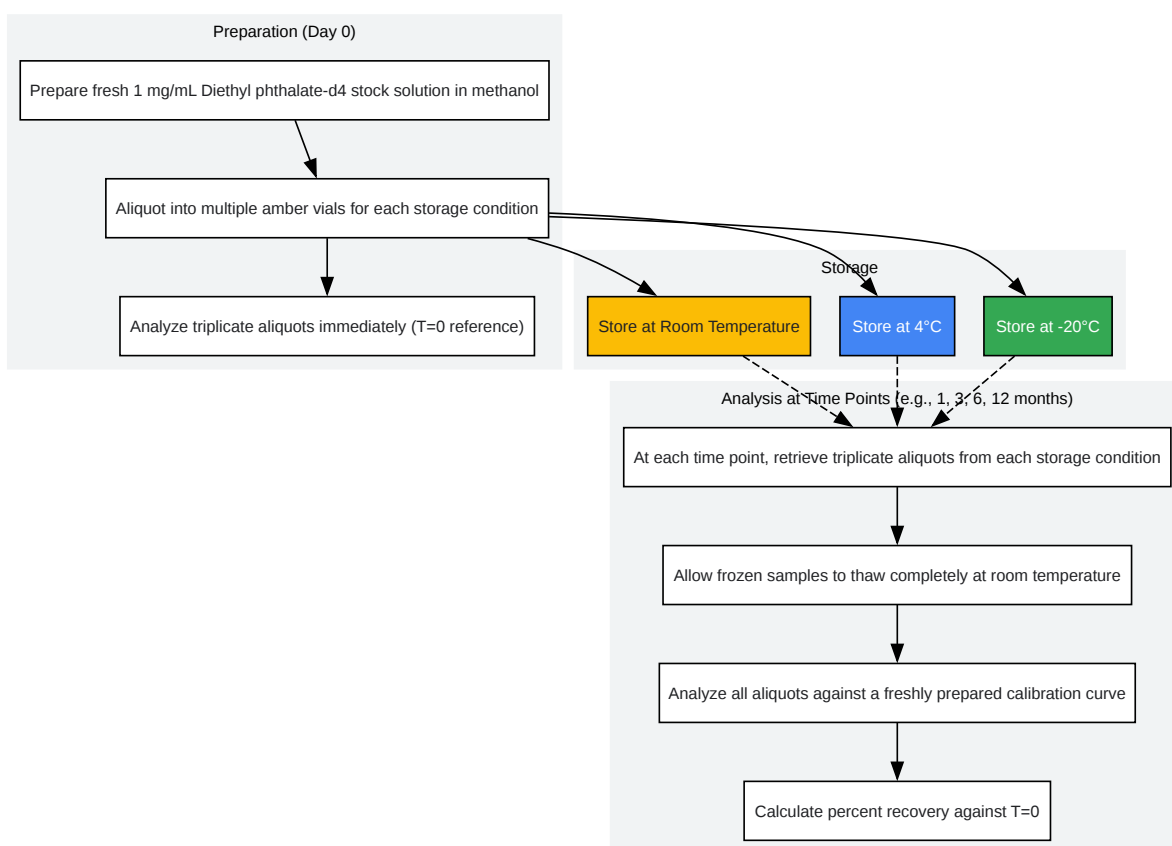 Preparation (Day 0)
Prepare fresh 1 mg/mL Diethyl phthalate-d4 stock solution in methanol
Aliquot into multiple amber vials for each storage condition
Analyze triplicate aliquots immediately (T=0 reference)
Storage
Store at Room Temperature
Store at 4°C
Store at -20°C
Analysis at Time Points (e.g., 1, 3, 6, 12 months)
At each time point, retrieve triplicate aliquots from each storage condition
Allow frozen samples to thaw completely at room temperature
Analyze all aliquots against a freshly prepared calibration curve
Calculate percent recovery against T=0